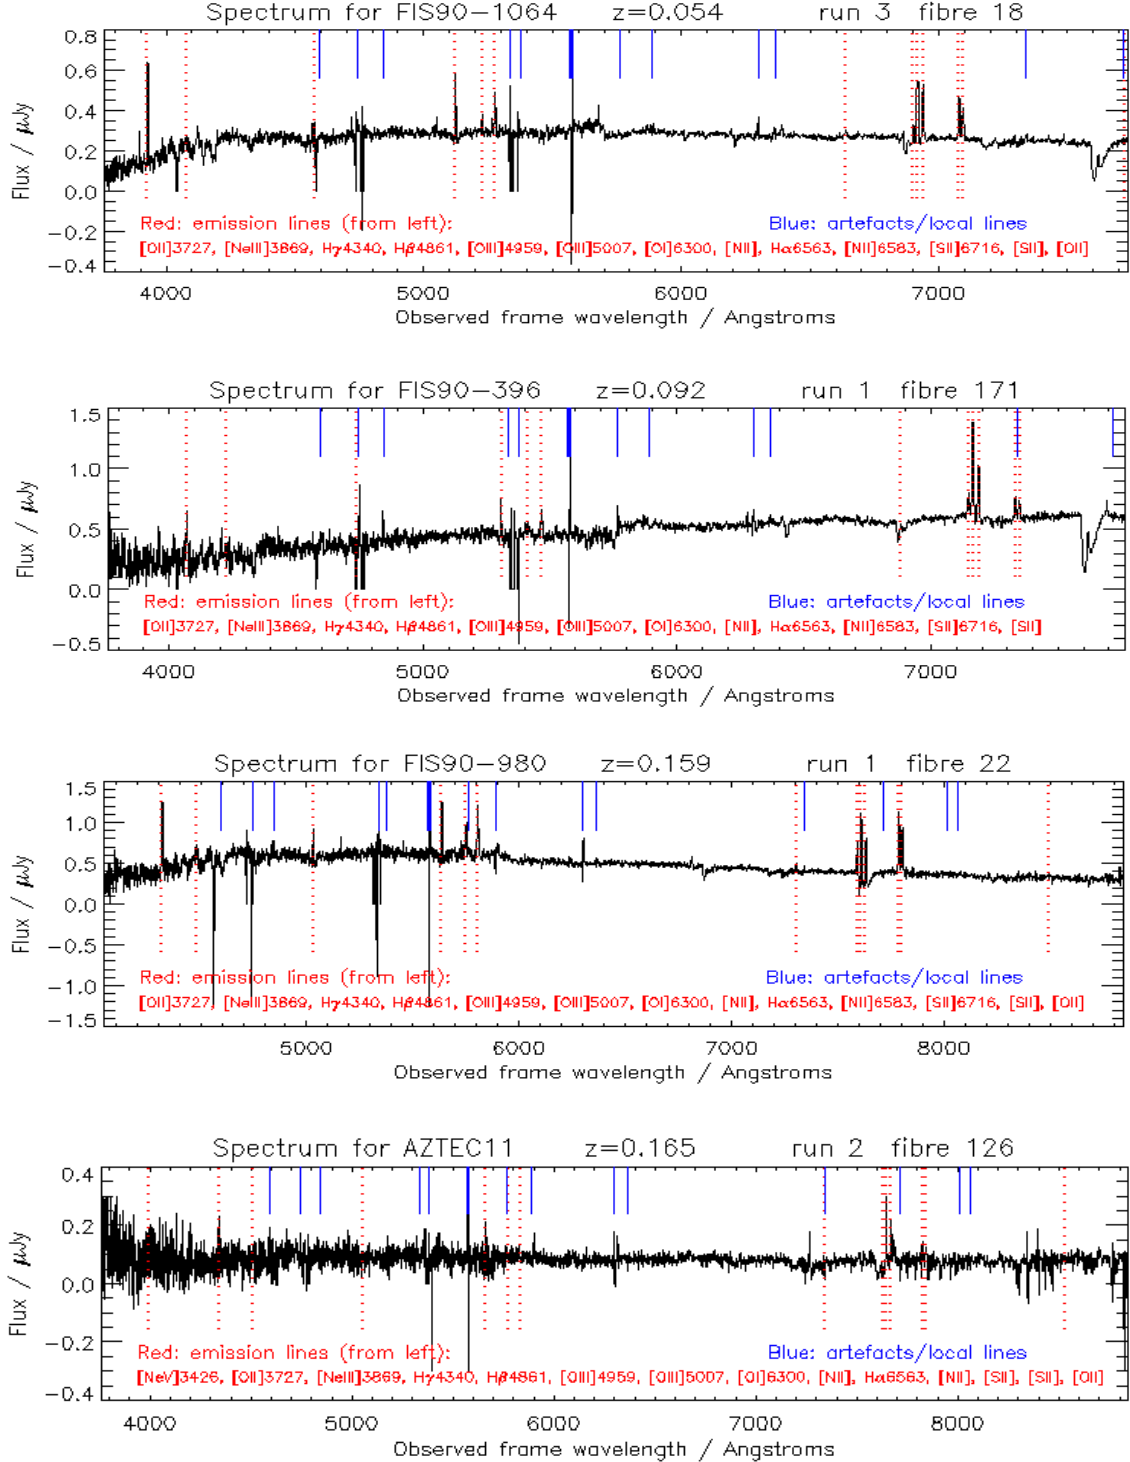 Spectrum for FIS90-1064 z=0.054 run 3 fibre 18
0.8
0.6
0.4
0.2
0.0
-0.2
-0.4
Flux / μJy
Red: emission lines (from left):
Blue: artefacts/local lines
[OII]3727, [NeIII]3869, Hγ4340, Hβ4861, [OIII]4959, [OIII]5007, [OI]6300, [NII], Hα6563, [NII]6583, [SII]6716, [SII], [OII]
4000 5000 6000 7000
Observed frame wavelength / Angstroms
Spectrum for FIS90-396 z=0.092 run 1 fibre 171
1.5
1.0
0.5
0.0
-0.5
Flux / μJy
Red: emission lines (from left):
Blue: artefacts/local lines
[OII]3727, [NeIII]3869, Hγ4340, Hβ4861, [OIII]4959, [OIII]5007, [OI]6300, [NII], Hα6563, [NII]6583, [SII]6716, [SII]
4000 5000 6000 7000
Observed frame wavelength / Angstroms
Spectrum for FIS90-980 z=0.159 run 1 fibre 22
1.5
1.0
0.5
0.0
-0.5
-1.0
-1.5
Flux / μJy
Red: emission lines (from left):
Blue: artefacts/local lines
[OII]3727, [NeIII]3869, Hγ4340, Hβ4861, [OIII]4959, [OIII]5007, [OI]6300, [NII], Hα6563, [NII]6583, [SII]6716, [SII], [OII]
5000 6000 7000 8000
Observed frame wavelength / Angstroms
Spectrum for AZTEC11 z=0.165 run 2 fibre 126
0.4
0.2
0.0
-0.2
-0.4
Flux / μJy
Red: emission lines (from left):
Blue: artefacts/local lines
[NeV]3426, [OII]3727, [NeIII]3869, Hγ4340, Hβ4861, [OIII]4959, [OIII]5007, [OI]6300, [NII], Hα6563, [NII], [SII], [SII], [OII]
4000 5000 6000 7000 8000
Observed frame wavelength / Angstroms